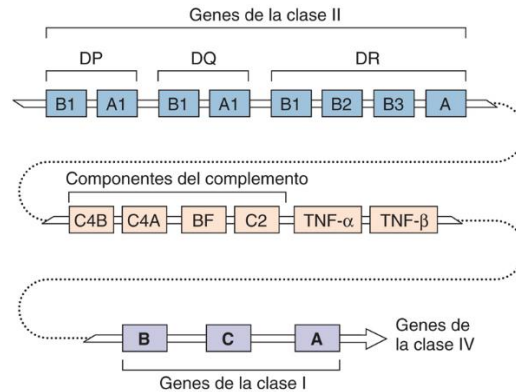 Genes de la clase II
DP DQ DR
B1 A1 B1 A1 B1 B2 B3 A
Componentes del complemento
C4B C4A BF C2 TNF-α TNF-β
B C A
Genes de
la clase IV
Genes de la clase I